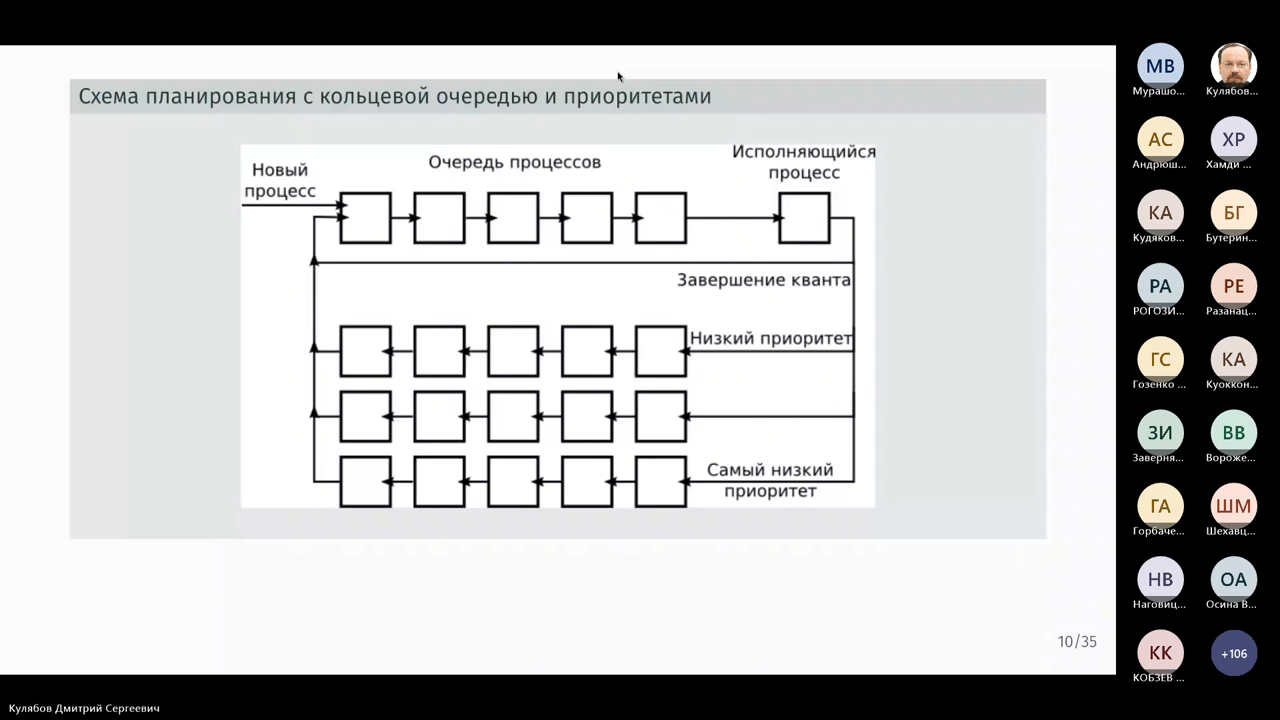 Схема планирования с кольцевой очередью и приоритетами
Новый
процесс
Очередь процессов
Исполняющийся
процесс
Завершение кванта
Низкий приоритет
Самый низкий
приоритет
10/35
МВ
Мурашо...
Кулябов...
АС
Андрюш...
ХР
Хамди ...
КА
Кудяков...
БГ
Бутерин...
РА
РОГОЗИ...
РЕ
Разанац...
ГС
Гозенко ...
КА
Куоккон...
ЗИ
Заверня...
ВВ
Вороже...
ГА
Горбаче...
ШМ
Шехавц...
НВ
Наговиц...
ОА
Осина В...
КК
КОБЗЕВ ...
+106
Кулябов Дмитрий Сергеевич